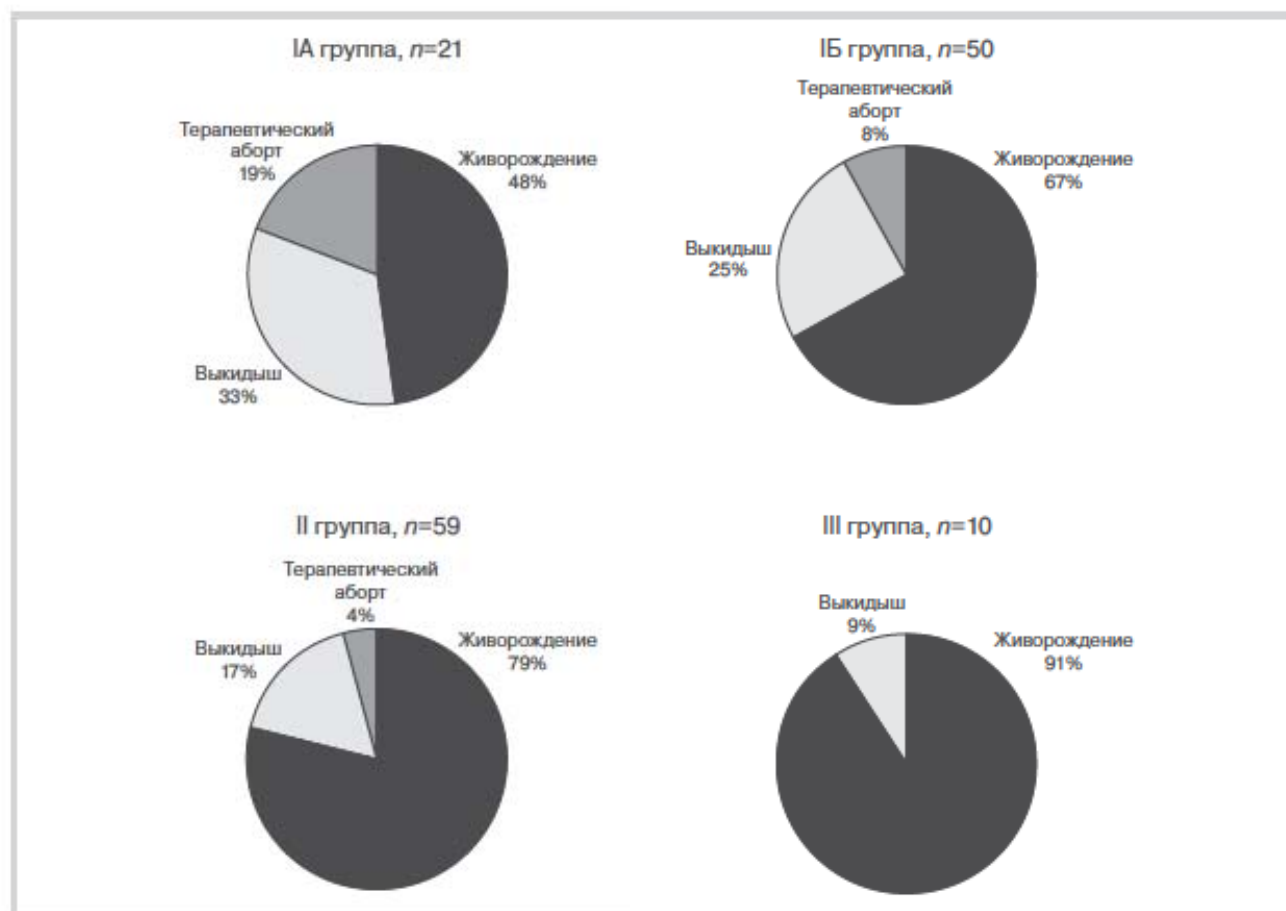 IА группа, n=21
Терапевтический
аборт
19%
Живорождение
48%
Выкидыш
33%
IБ группа, n=50
Терапевтический
аборт
8%
Живорождение
67%
Выкидыш
25%
II группа, n=59
Терапевтический
аборт
4%
Живорождение
79%
Выкидыш
17%
III группа, n=10
Выкидыш
9%
Живорождение
91%